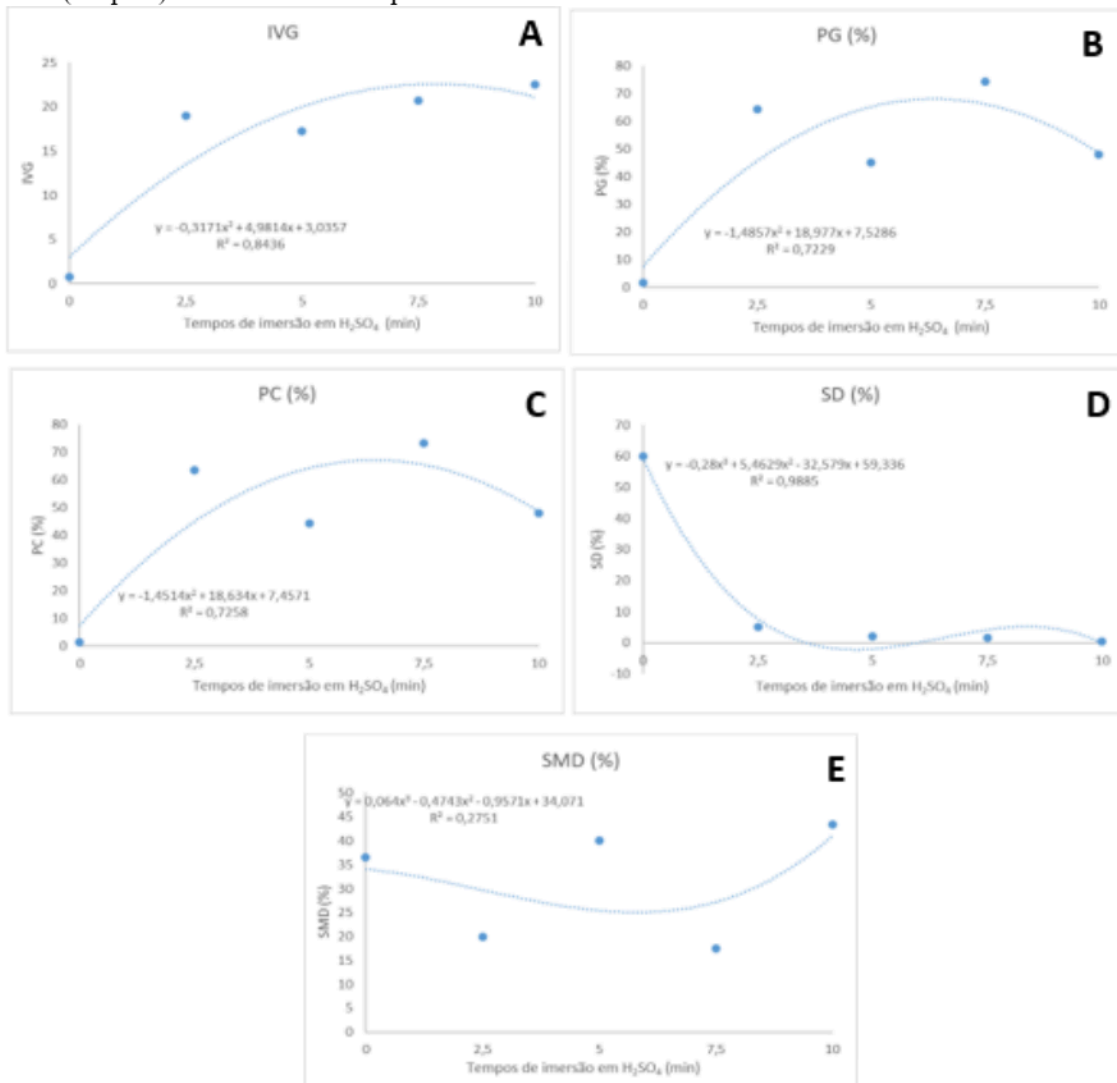 IVG
A
25
20
15
10
5
0
IVG
y = -0,3171x² + 4,9814x + 3,0357
R² = 0,8436
0 2,5 5 7,5 10
Tempos de imersão em H₂SO₄ (min)
PG (%)
B
80
70
60
50
40
30
20
10
0
PG (%)
y = -1,4857x² + 18,977x + 7,5286
R² = 0,7229
0 2,5 5 7,5 10
Tempos de imersão em H₂SO₄ (min)
PC (%)
C
80
70
60
50
40
30
20
10
0
PC (%)
y = -1,4514x² + 18,634x + 7,4571
R² = 0,7258
0 2,5 5 7,5 10
Tempos de imersão em H₂SO₄ (min)
SD (%)
D
70
60
50
40
30
20
10
0
-10
SD (%)
y = -0,28x³ + 5,4629x² - 32,579x + 59,336
R² = 0,9885
0 2,5 5 7,5 10
Tempos de imersão em H₂SO₄ (min)
SMD (%)
E
50
45
40
35
30
25
20
15
10
5
0
SMD (%)
y = 0,064x³ - 0,4743x² - 0,9571x + 34,071
R² = 0,2751
0 2,5 5 7,5 10
Tempos de imersão em H₂SO₄ (min)